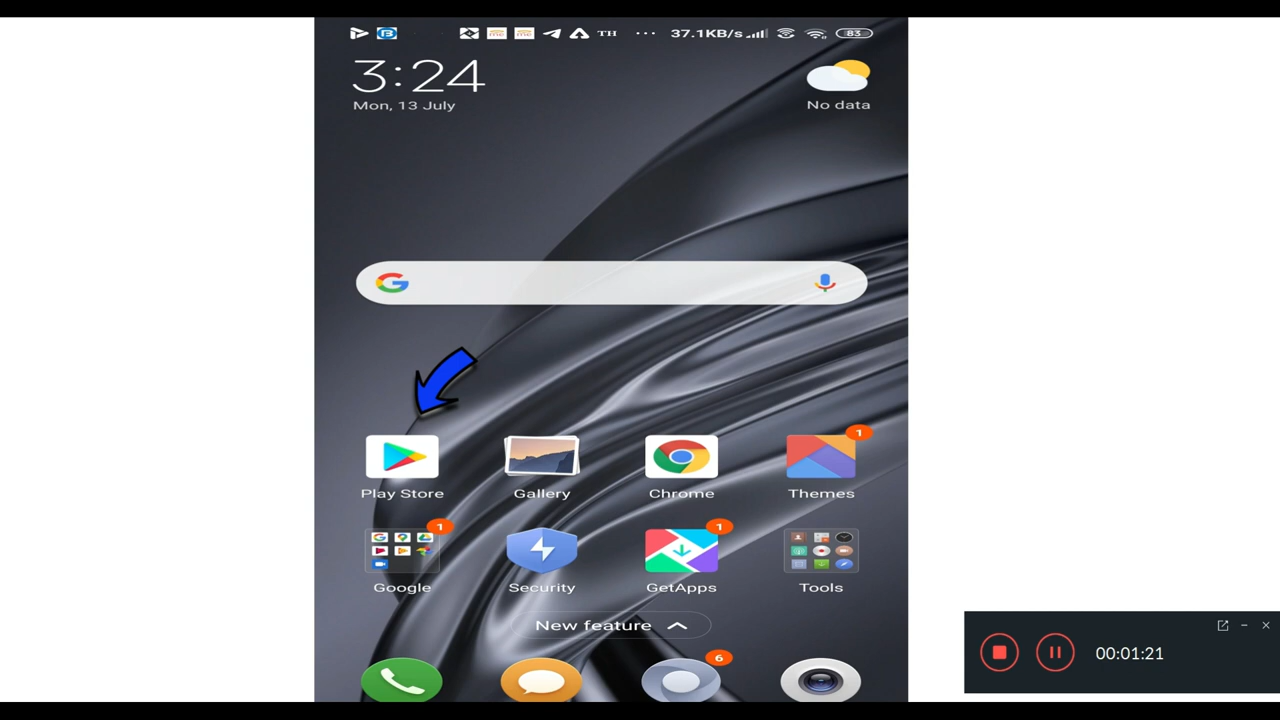 TH ... 37.1KB/s 83
3:24
Mon, 13 July
No data
Play Store Gallery Chrome Themes
1
Google Security GetApps Tools
1 1
New feature
6
00:01:21